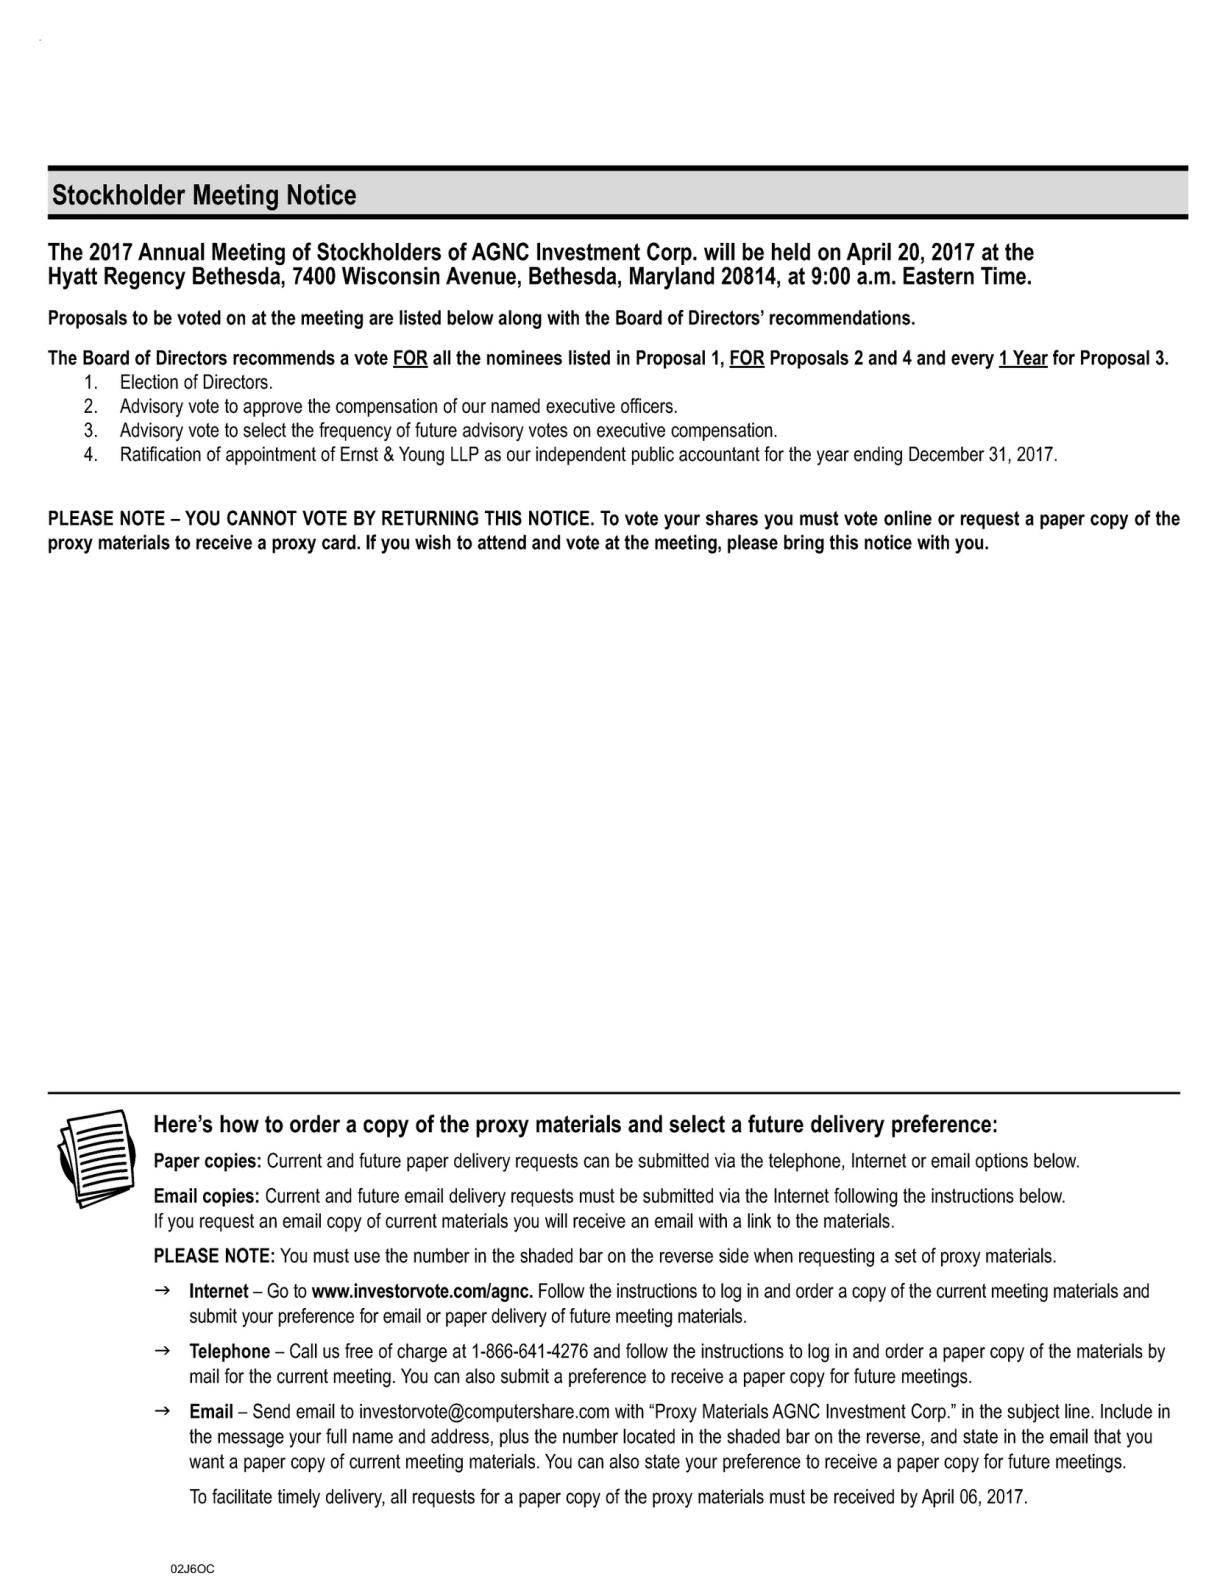 Stockholder Meeting Notice
The 2017 Annual Meeting of Stockholders of AGNC Investment Corp. will be held on April 20, 2017 at the
Hyatt Regency Bethesda, 7400 Wisconsin Avenue, Bethesda, Maryland 20814, at 9:00 a.m. Eastern Time.
Proposals to be voted on at the meeting are listed below along with the Board of Directors’ recommendations.
The Board of Directors recommends a vote FOR all the nominees listed in Proposal 1, FOR Proposals 2 and 4 and every 1 Year for Proposal 3.
1. Election of Directors.
2. Advisory vote to approve the compensation of our named executive officers.
3. Advisory vote to select the frequency of future advisory votes on executive compensation.
4. Ratification of appointment of Ernst & Young LLP as our independent public accountant for the year ending December 31, 2017.
PLEASE NOTE – YOU CANNOT VOTE BY RETURNING THIS NOTICE. To vote your shares you must vote online or request a paper copy of the
proxy materials to receive a proxy card. If you wish to attend and vote at the meeting, please bring this notice with you.
Here’s how to order a copy of the proxy materials and select a future delivery preference:
Paper copies: Current and future paper delivery requests can be submitted via the telephone, Internet or email options below.
Email copies: Current and future email delivery requests must be submitted via the Internet following the instructions below.
If you request an email copy of current materials you will receive an email with a link to the materials.
PLEASE NOTE: You must use the number in the shaded bar on the reverse side when requesting a set of proxy materials.
→ Internet – Go to www.investorvote.com/agnc. Follow the instructions to log in and order a copy of the current meeting materials and
submit your preference for email or paper delivery of future meeting materials.
→ Telephone – Call us free of charge at 1-866-641-4276 and follow the instructions to log in and order a paper copy of the materials by
mail for the current meeting. You can also submit a preference to receive a paper copy for future meetings.
→ Email – Send email to investorvote@computershare.com with “Proxy Materials AGNC Investment Corp.” in the subject line. Include in
the message your full name and address, plus the number located in the shaded bar on the reverse, and state in the email that you
want a paper copy of current meeting materials. You can also state your preference to receive a paper copy for future meetings.
To facilitate timely delivery, all requests for a paper copy of the proxy materials must be received by April 06, 2017.
02J6OC